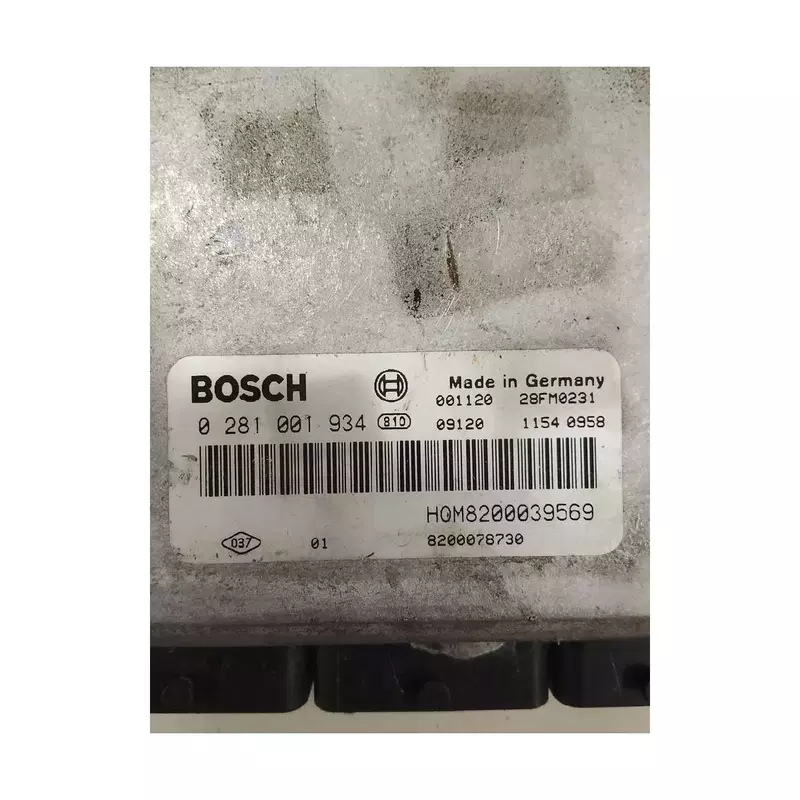 BOSCH Made in Germany
001120 28FM0231
0 281 001 934 810 09120 1154 0958
HOM8200039569
037 01 8200078730